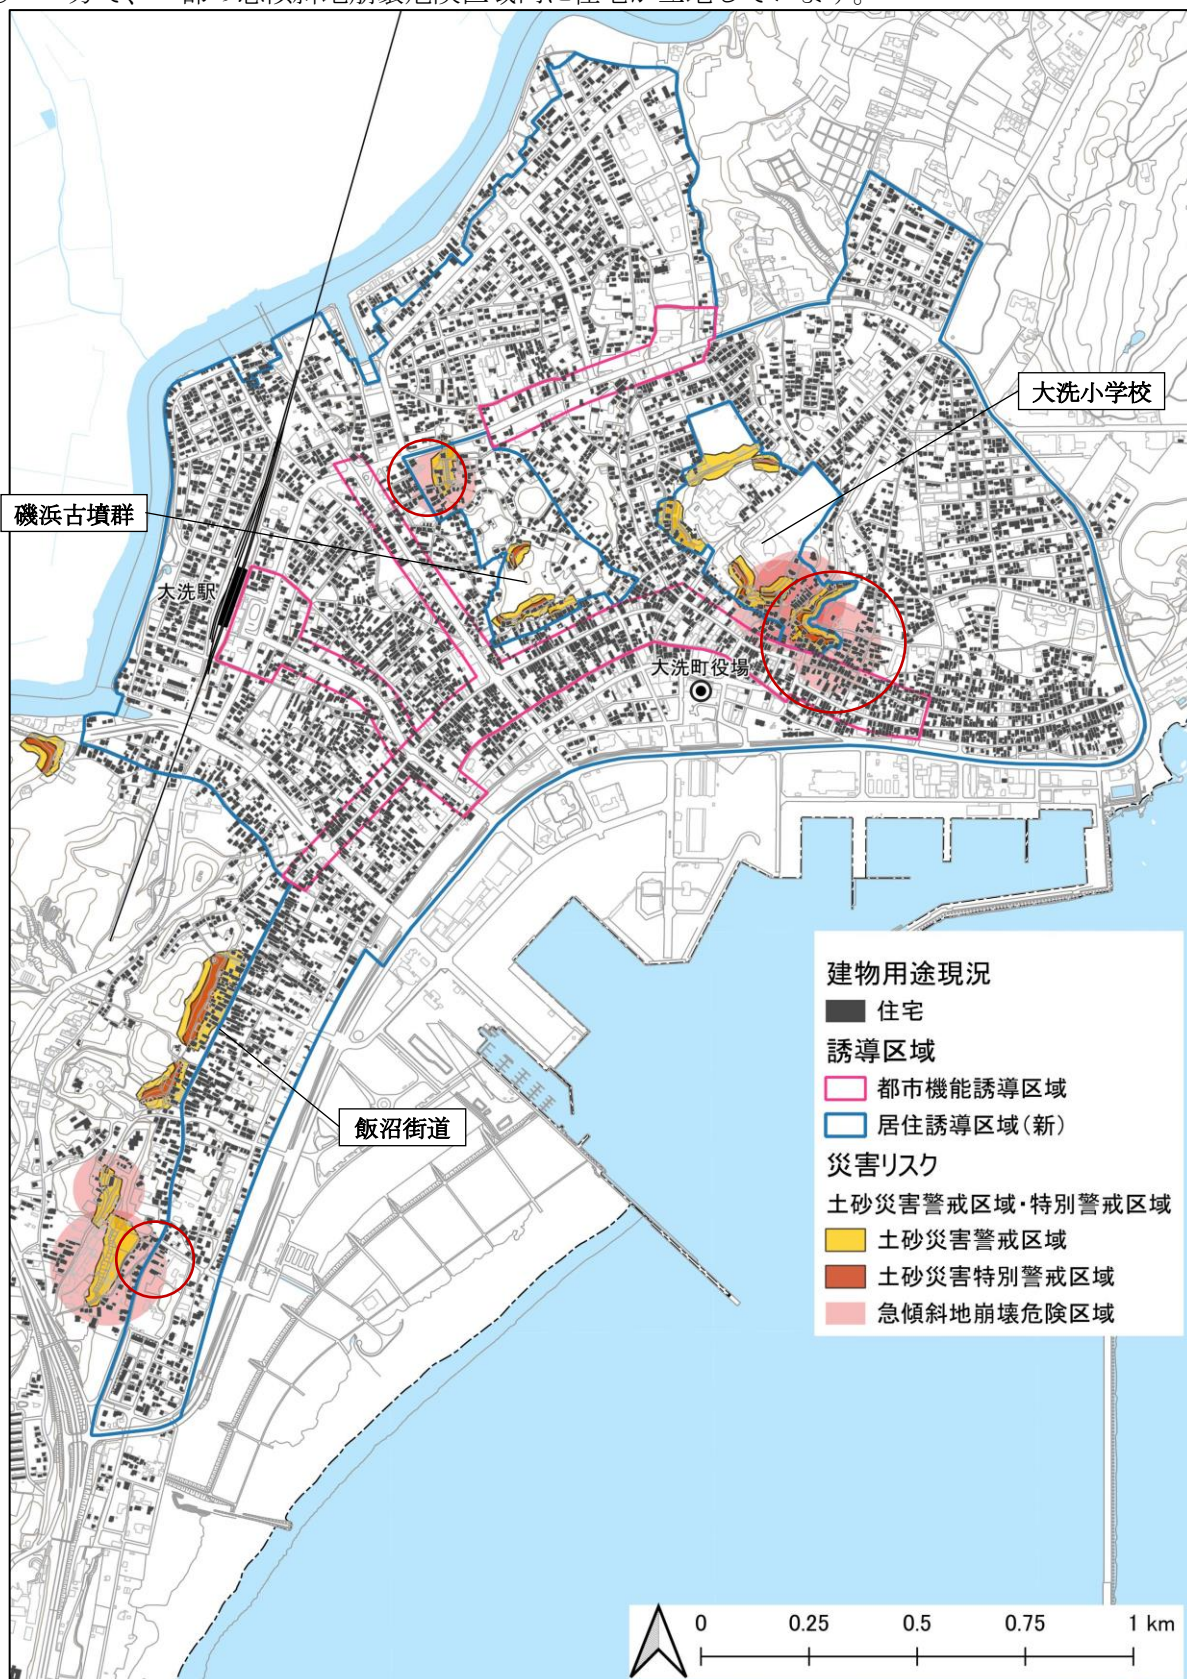 大洗小学校
磯浜古墳群
大洗駅
大洗町役場
飯沼街道
建物用途現況
住宅
誘導区域
都市機能誘導区域
居住誘導区域(新)
災害リスク
土砂災害警戒区域・特別警戒区域
土砂災害警戒区域
土砂災害特別警戒区域
急傾斜地崩壊危険区域
0 0.25 0.5 0.75 1 km